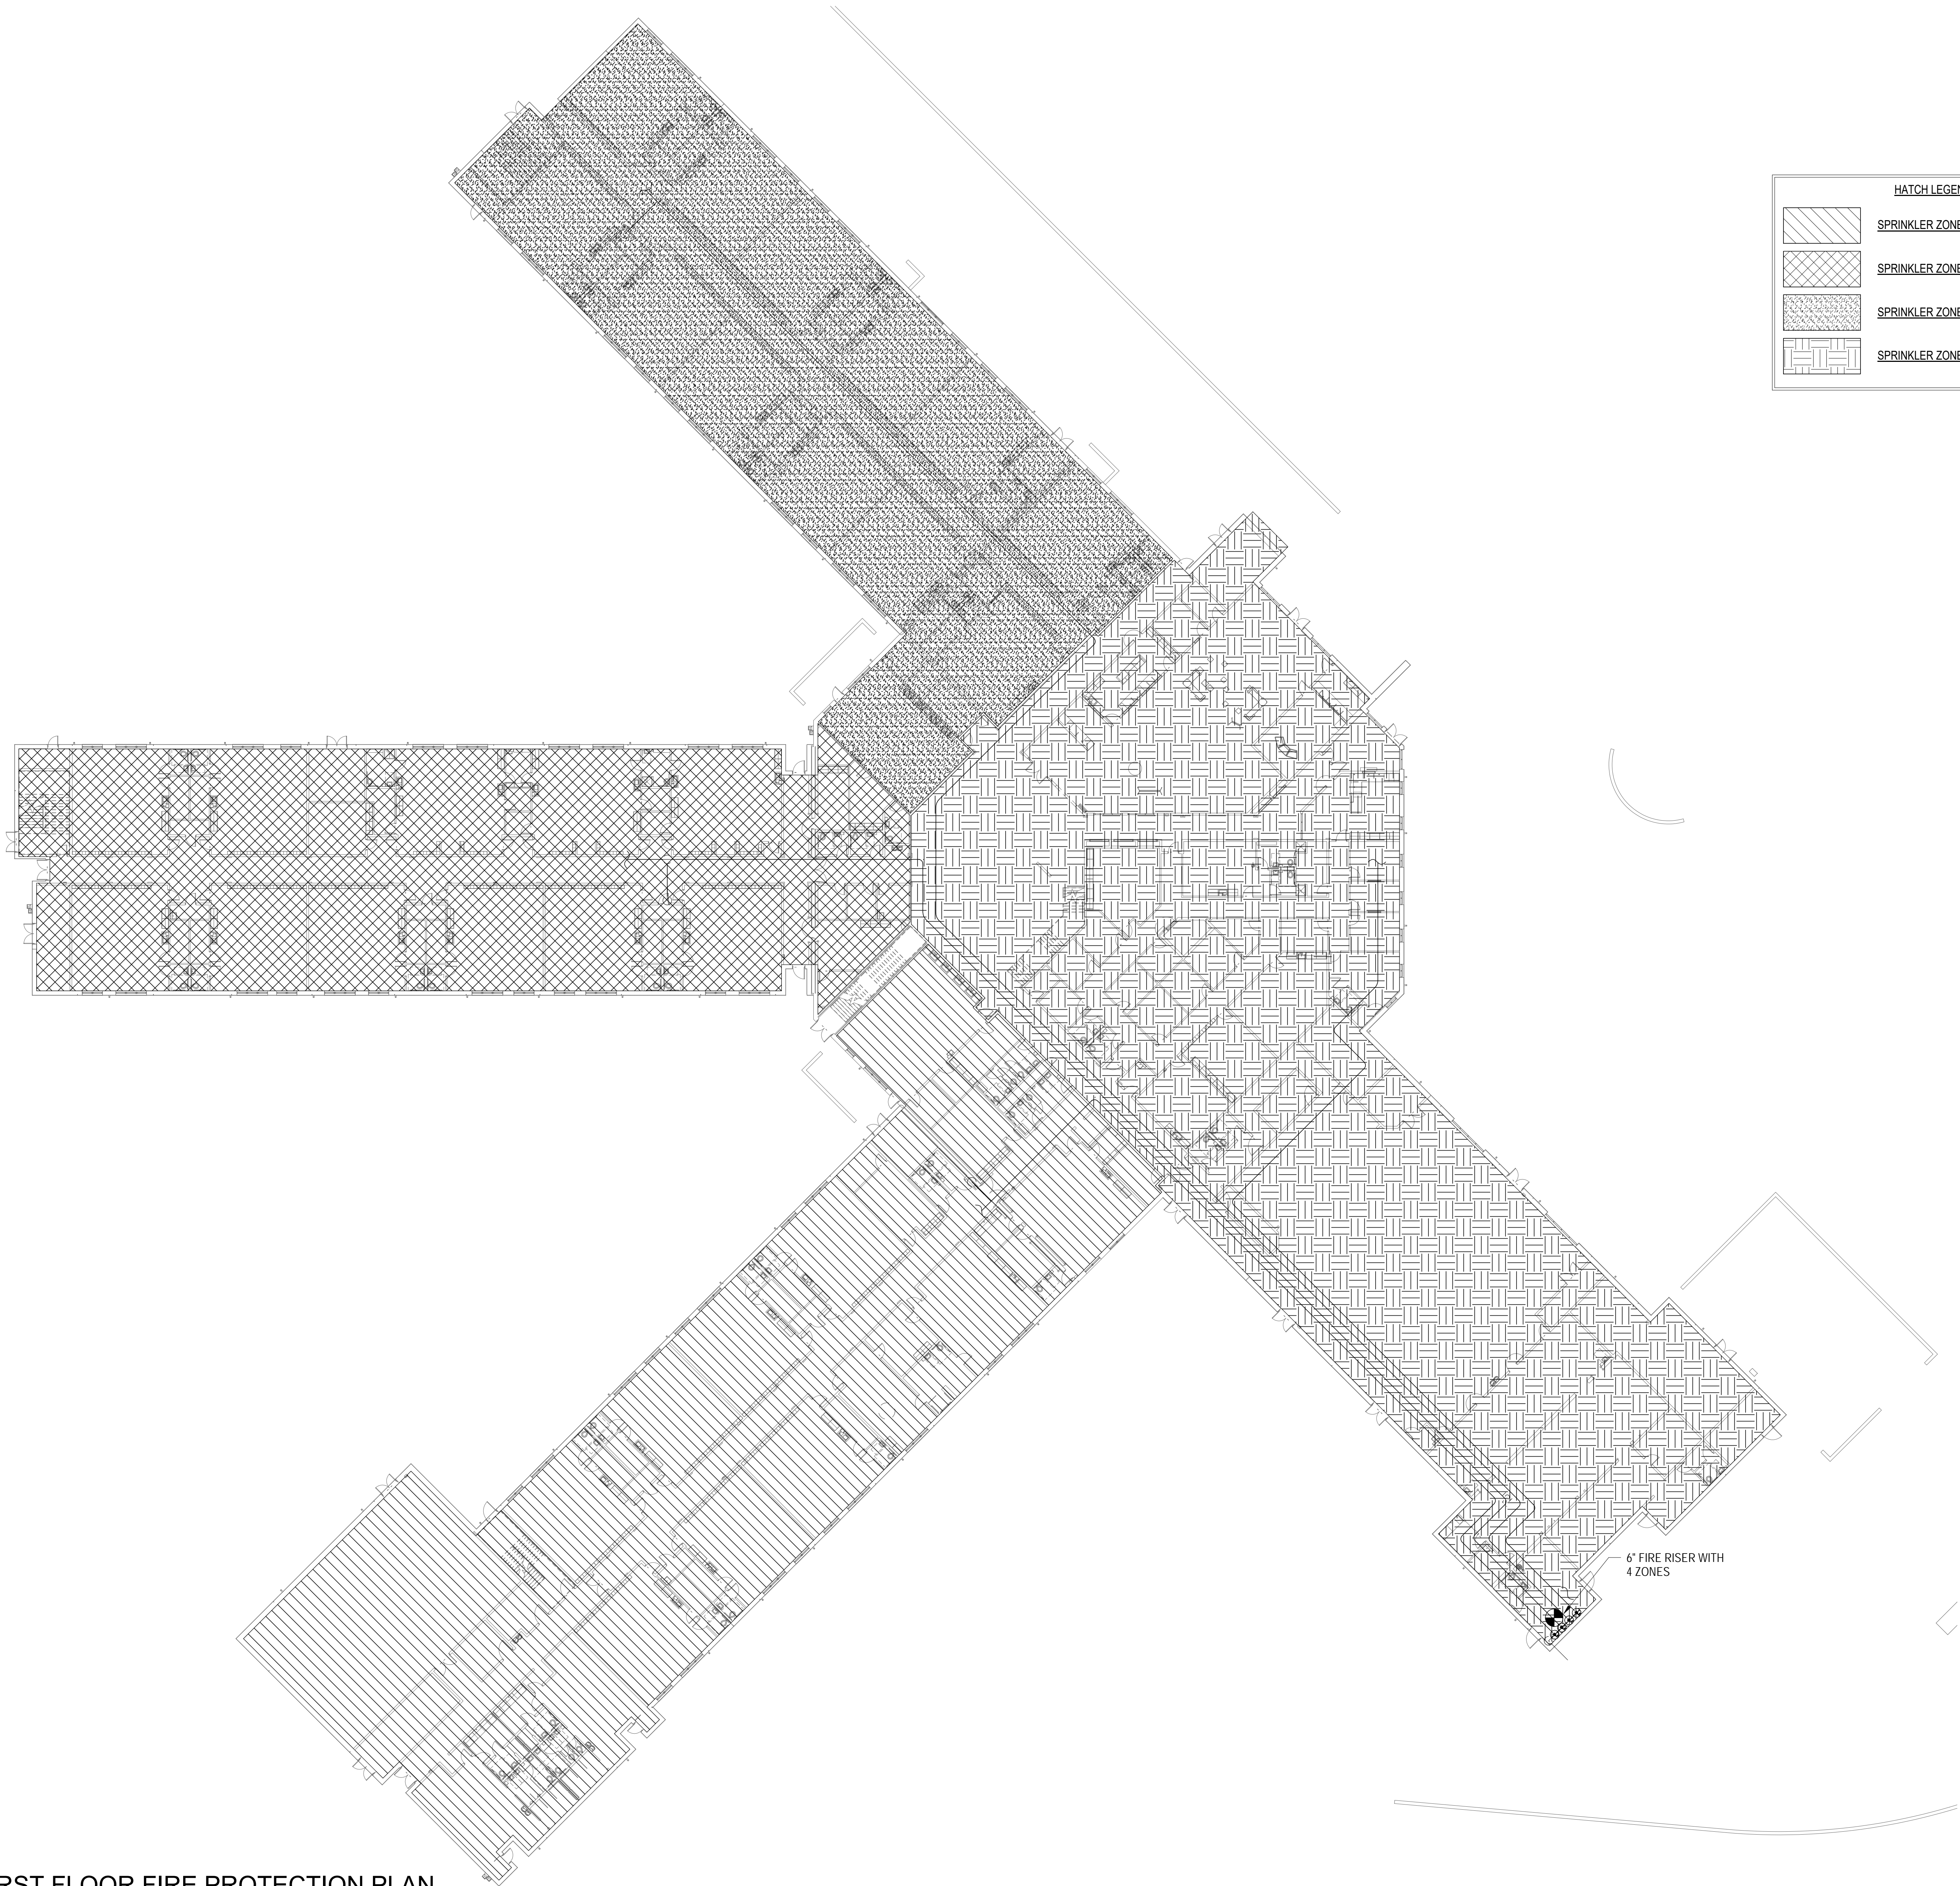 HATCH LEGEN
SPRINKLER ZONE
SPRINKLER ZONE
SPRINKLER ZONE
SPRINKLER ZONE
6" FIRE RISER WITH
4 ZONES
RST FLOOR FIRE PROTECTION PLAN